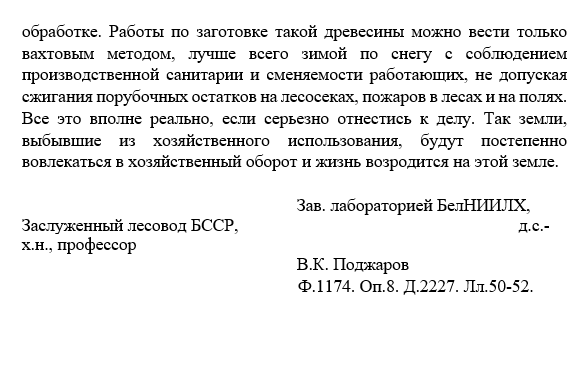 обработке. Работы по заготовке такой древесины можно вести только
вахтовым методом, лучше всего зимой по снегу с соблюдением
производственной санитарии и сменяемости работающих, не допуская
сжигания порубочных остатков на лесосеках, пожаров в лесах и на полях.
Все это вполне реально, если серьезно отнестись к делу. Так земли,
выбывшие из хозяйственного использования, будут постепенно
вовлекаться в хозяйственный оборот и жизнь возродится на этой земле.
Зав. лабораторией БелНИИЛХ,
Заслуженный лесовод БССР, д.с.-
х.н., профессор
В.К. Поджаров
Ф.1174. Оп.8. Д.2227. Лл.50-52.